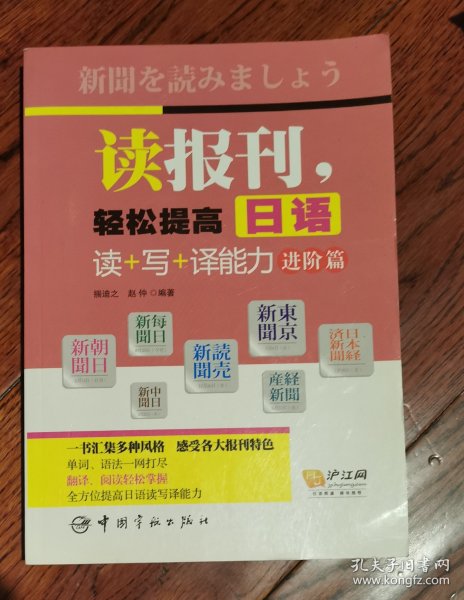 新聞を読みましょう
读报刊，
轻松提高 日语
读+写+译能力 进阶篇
赵仲 ◎编著
朝日新聞
毎日新聞
読売新聞
東京新聞
日本経済新聞
中日新聞
産経新聞
一书汇集多种风格 感受各大报刊特色
单词、语法一网打尽
翻译、阅读轻松掌握
全方位提高日语读写译能力
沪江网
中国宇航出版社
孔夫子旧书网
www.kongfz.com